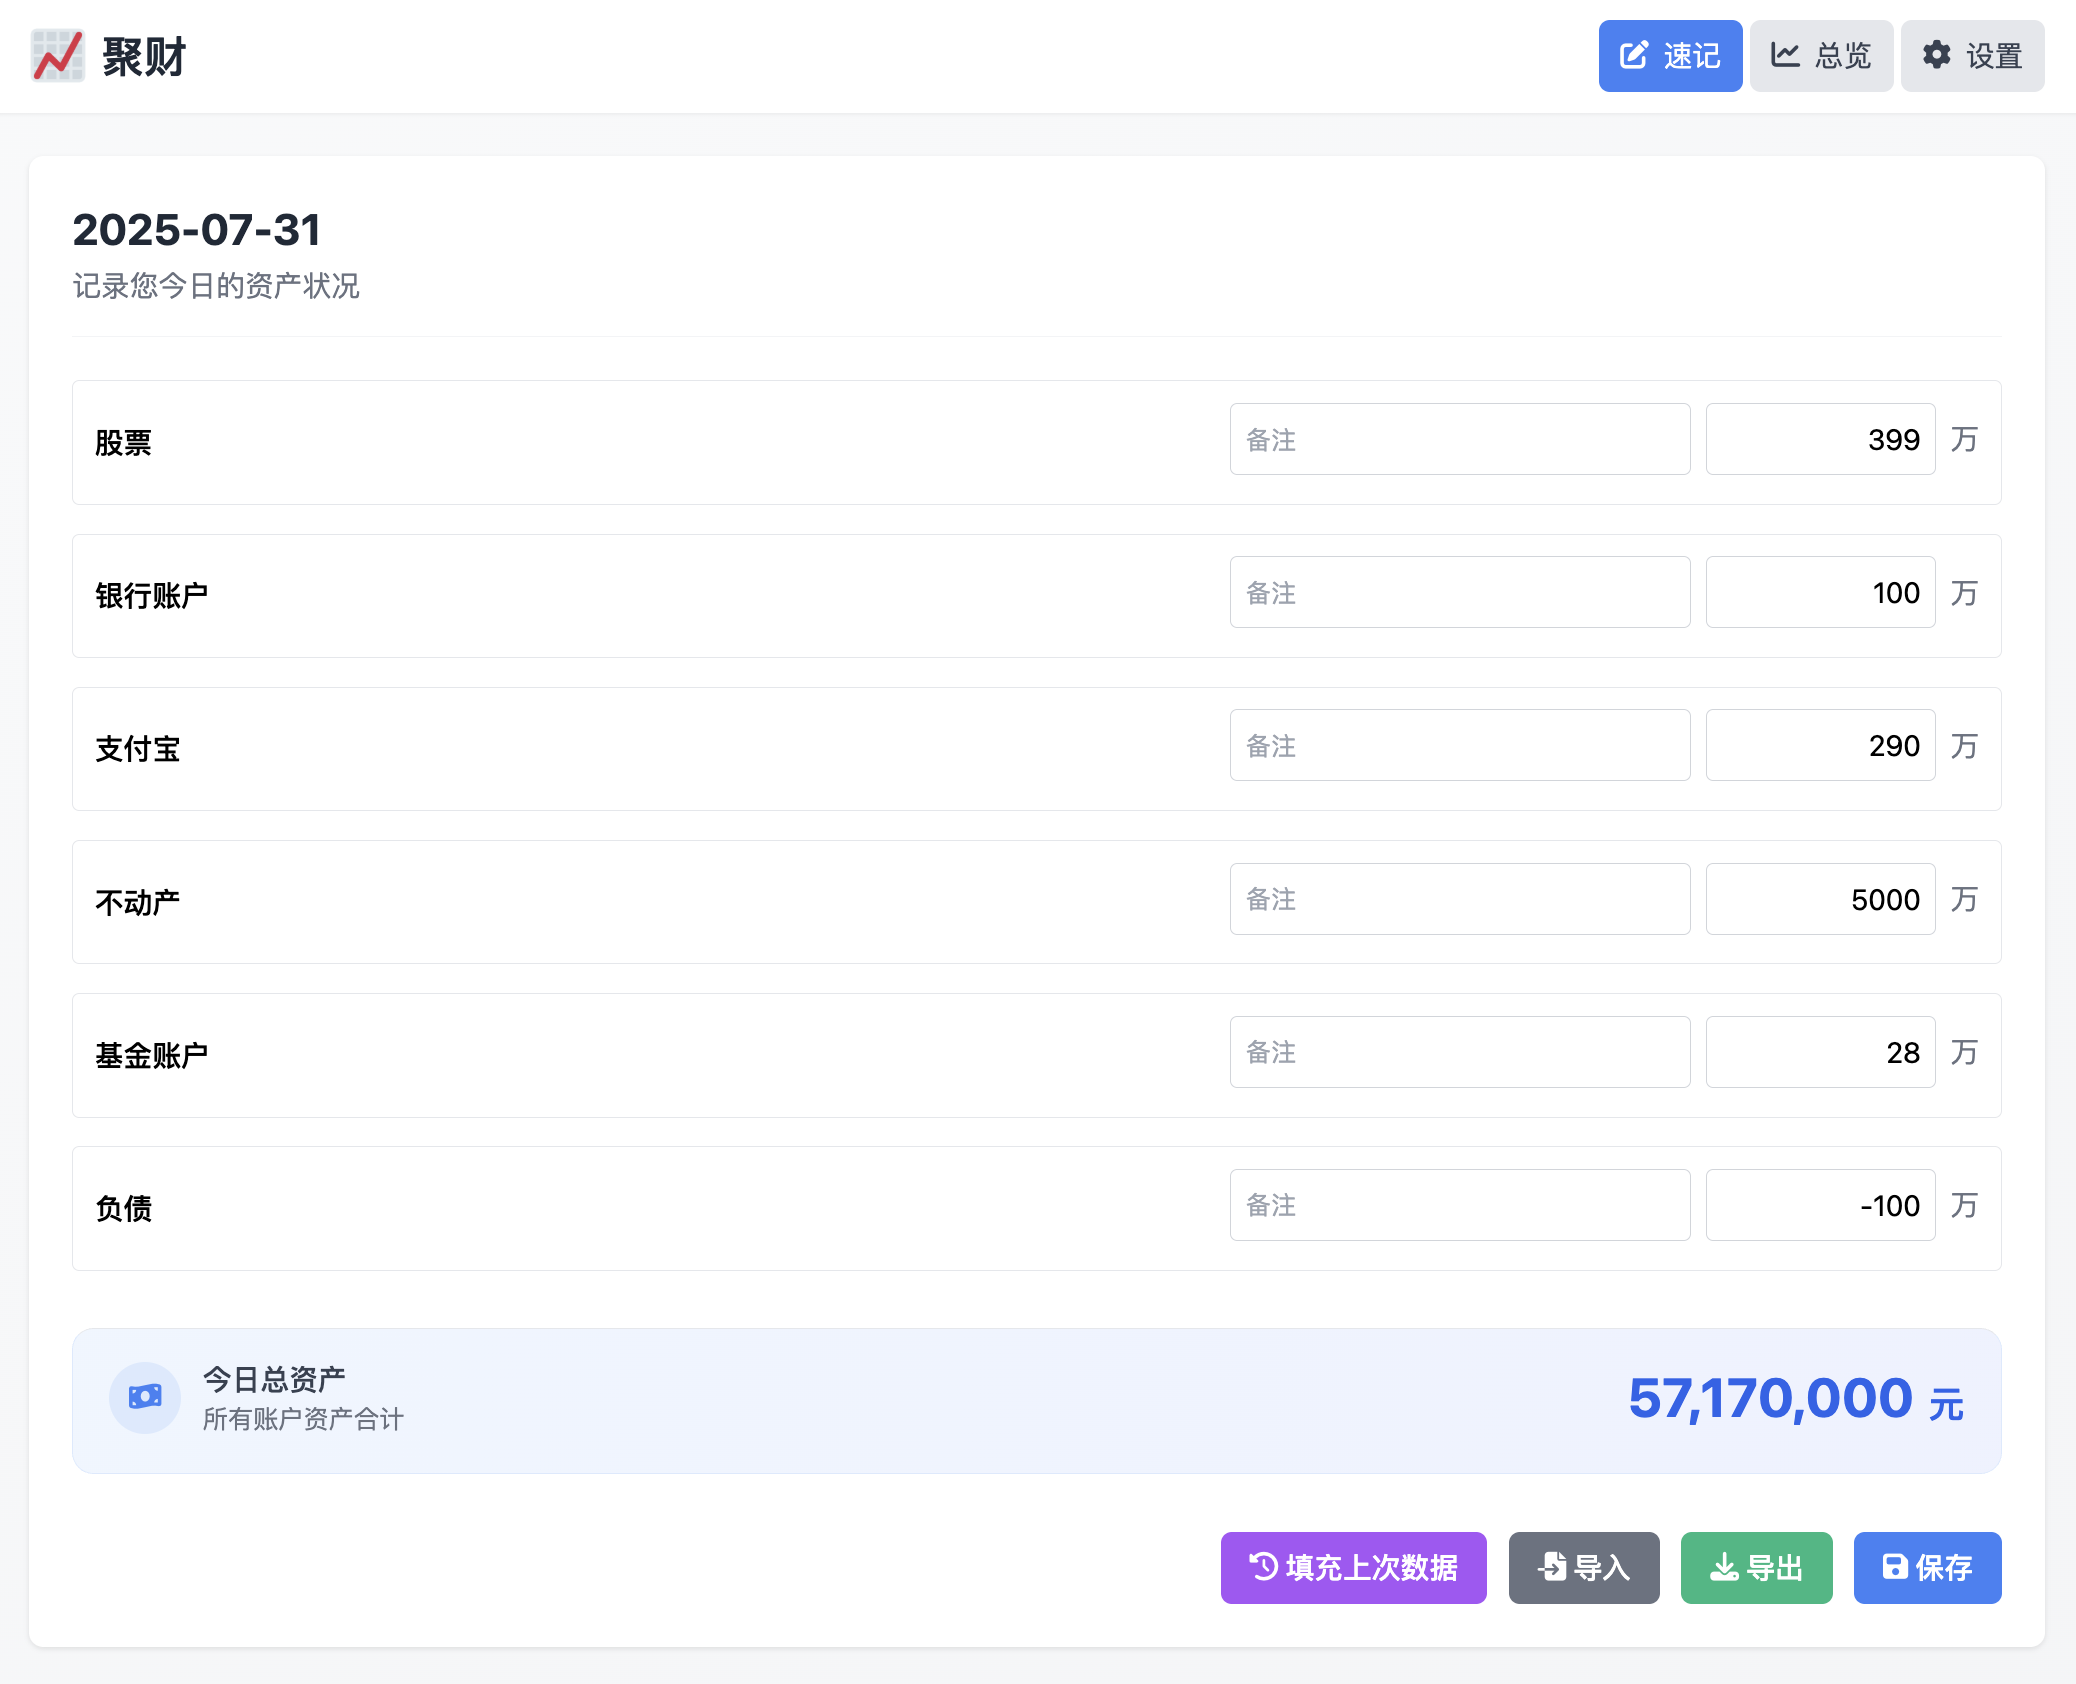 聚财
速记 总览 设置
2025-07-31
记录您今日的资产状况
股票 备注 399 万
银行账户 备注 100 万
支付宝 备注 290 万
不动产 备注 5000 万
基金账户 备注 28 万
负债 备注 -100 万
今日总资产
所有账户资产合计
57,170,000 元
填充上次数据 导入 导出 保存